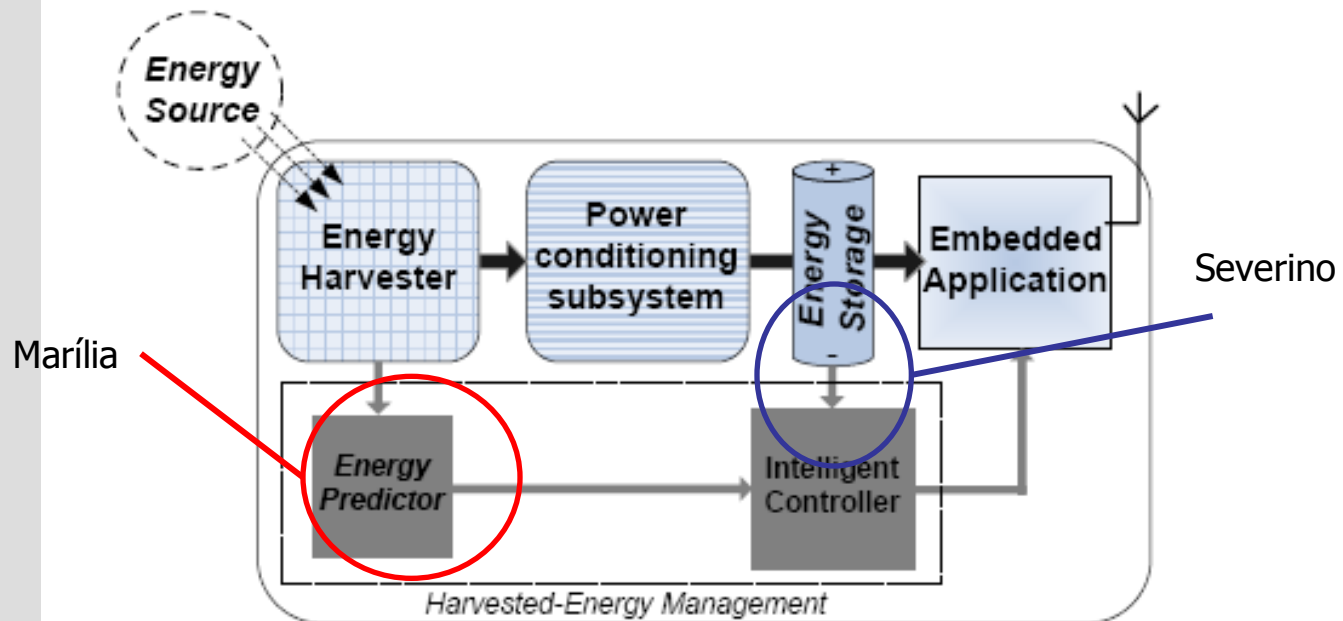 Energy
Source
Energy
Harvester
Power
conditioning
subsystem
+
Energy
Storage
-
Embedded
Application
Severino
Marília
Energy
Predictor
Intelligent
Controller
Harvested-Energy Management